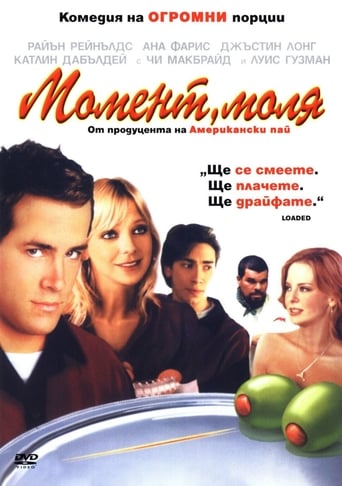 Комедия на ОГРОМНИ порции
РАЙЪН РЕЙНЪЛДС АНА ФАРИС ДЖЪСТИН ЛОНГ
КАТЛИН ДАБЪЛДЕЙ с ЧИ МАКБРАЙД и ЛУИС ГУЗМАН
Момент, моля
От продуцента на Американски пай
„Ще се смеете.
Ще плачете.
Ще драйфате."
LOADED
DVD
VIDEO